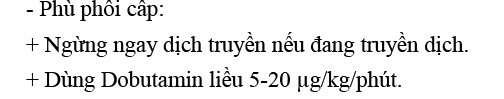 - Phù phổi cấp:
+ Ngừng ngay dịch truyền nếu đang truyền dịch.
+ Dùng Dobutamin liều 5-20 μg/kg/phút.